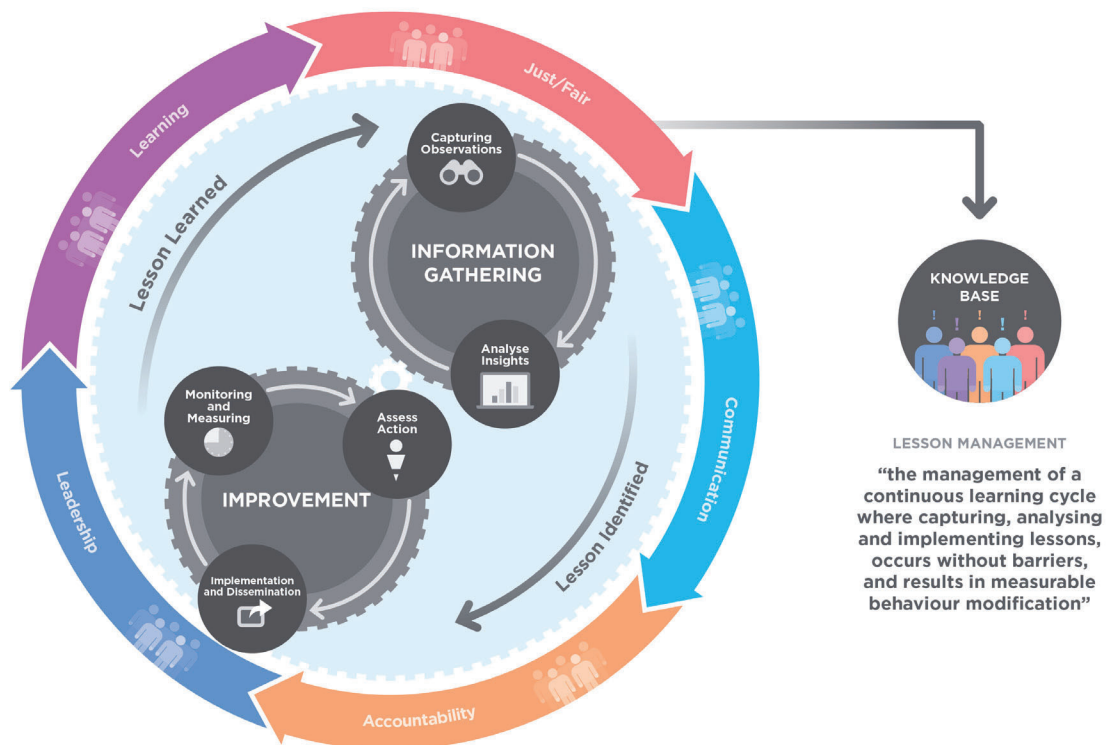 Just/Fair
Learning
Capturing
Observations
Lesson Learned
INFORMATION
GATHERING
KNOWLEDGE
BASE
! ! ! ! !
Analyse
Insights
Monitoring
and
Measuring
Assess
Action
Communication
LESSON MANAGEMENT
“the management of a
continuous learning cycle
where capturing, analysing
and implementing lessons,
occurs without barriers,
and results in measurable
behaviour modification”
IMPROVEMENT
Lesson Identified
Leadership
Implementation
and Dissemination
Accountability